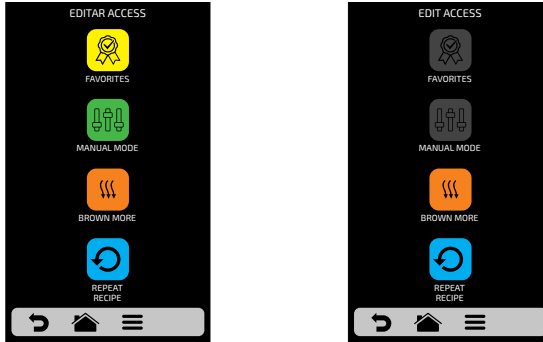 EDITAR ACCESS
FAVORITES
MANUAL MODE
BROWN MORE
REPEAT
RECIPE
EDIT ACCESS
FAVORITES
MANUAL MODE
BROWN MORE
REPEAT
RECIPE